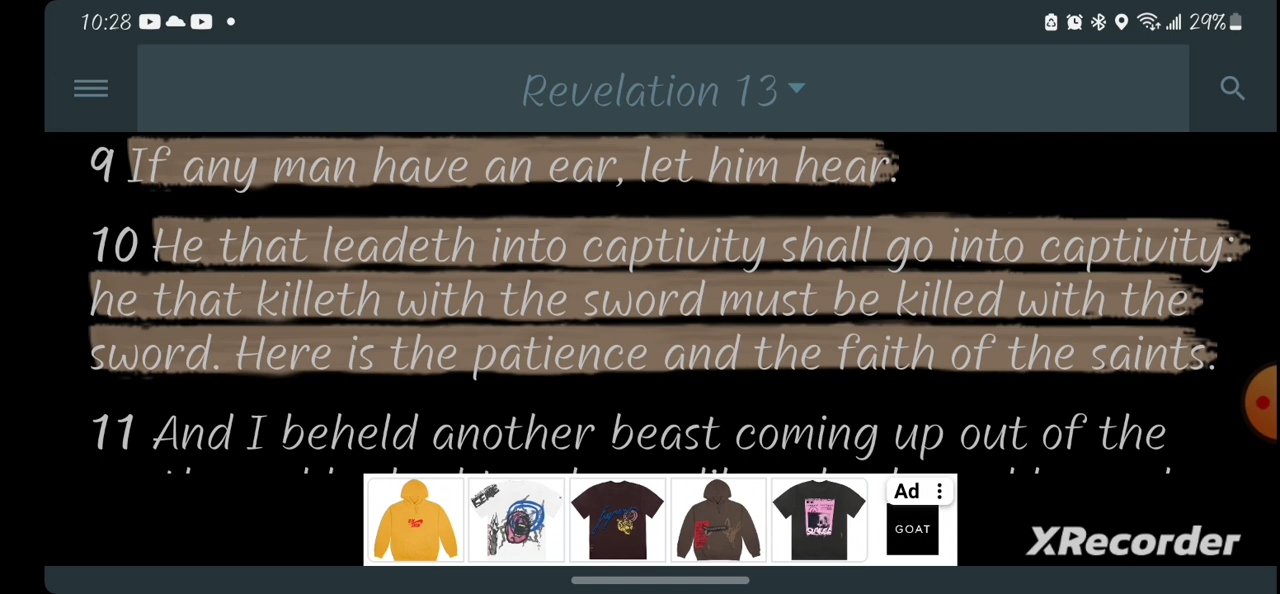 10:28
29%
Revelation 13
9 If any man have an ear, let him hear.
10 He that leadeth into captivity shall go into captivity:
he that killeth with the sword must be killed with the
sword. Here is the patience and the faith of the saints.
11 And I beheld another beast coming up out of the
Ad
GOAT
XRecorder